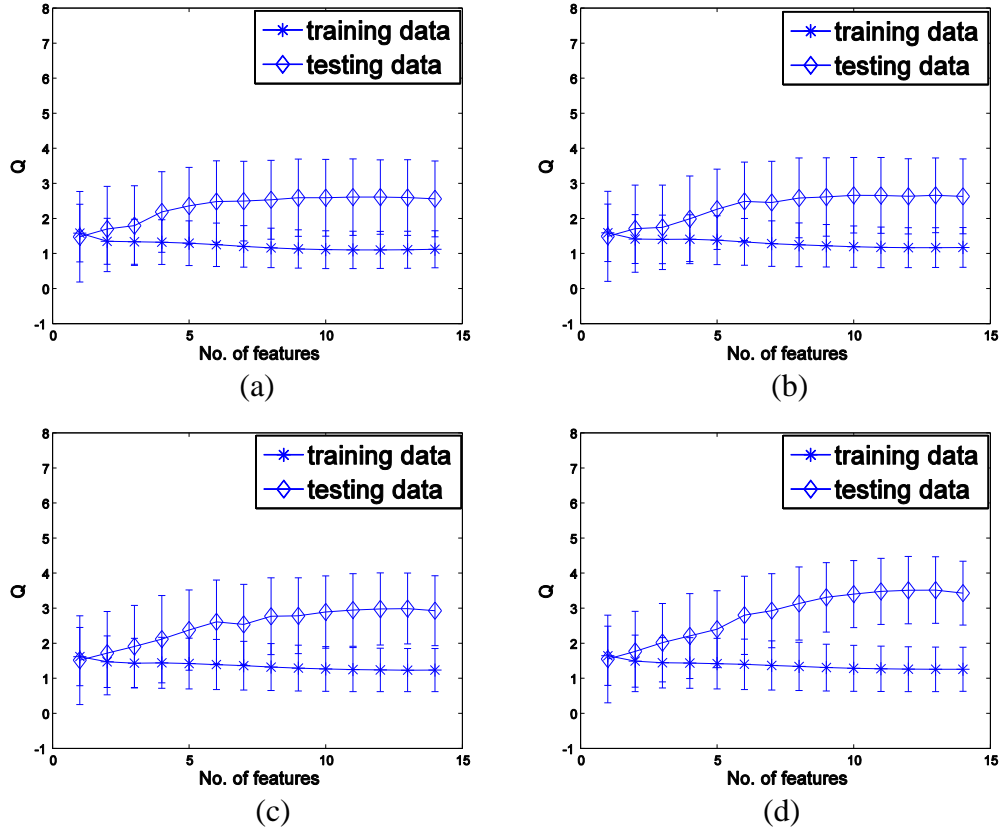 8
7
6
5
4
3
2
1
0
-1
Q
training data
testing data
0 5 10 15
No. of features
(a)
8
7
6
5
4
3
2
1
0
-1
Q
training data
testing data
0 5 10 15
No. of features
(b)
8
7
6
5
4
3
2
1
0
-1
Q
training data
testing data
0 5 10 15
No. of features
(c)
8
7
6
5
4
3
2
1
0
-1
Q
training data
testing data
0 5 10 15
No. of features
(d)